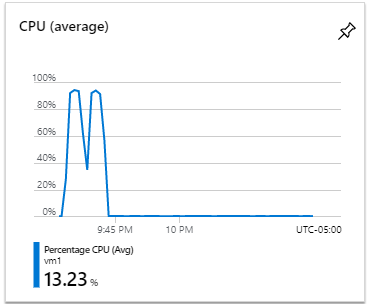 CPU (average)
100%
80%
60%
40%
20%
0%
9:45 PM 10 PM UTC-05:00
Percentage CPU (Avg)
vm1
13.23 %